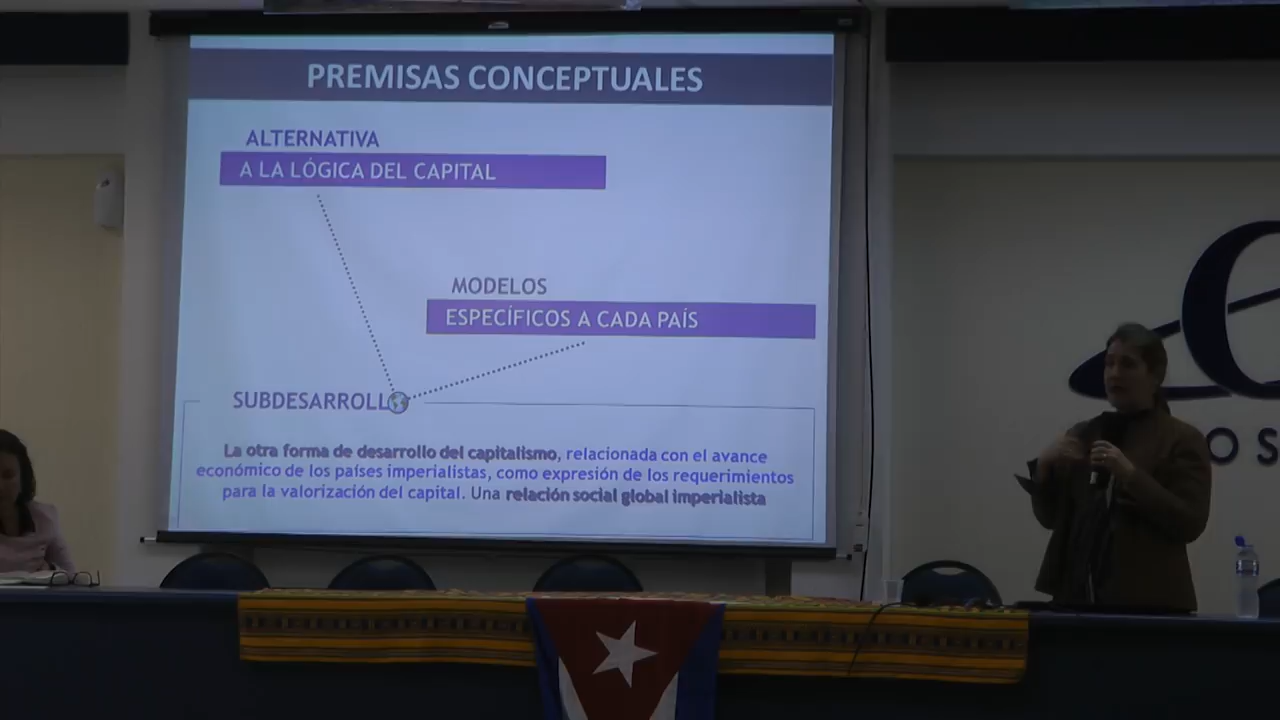 PREMISAS CONCEPTUALES
ALTERNATIVA
A LA LÓGICA DEL CAPITAL
MODELOS
ESPECÍFICOS A CADA PAÍS
SUBDESARROLL
La otra forma de desarrollo del capitalismo, relacionada con el avance
económico de los países imperialistas, como expresión de los requerimientos
para la valorización del capital. Una relación social global imperialista
OS